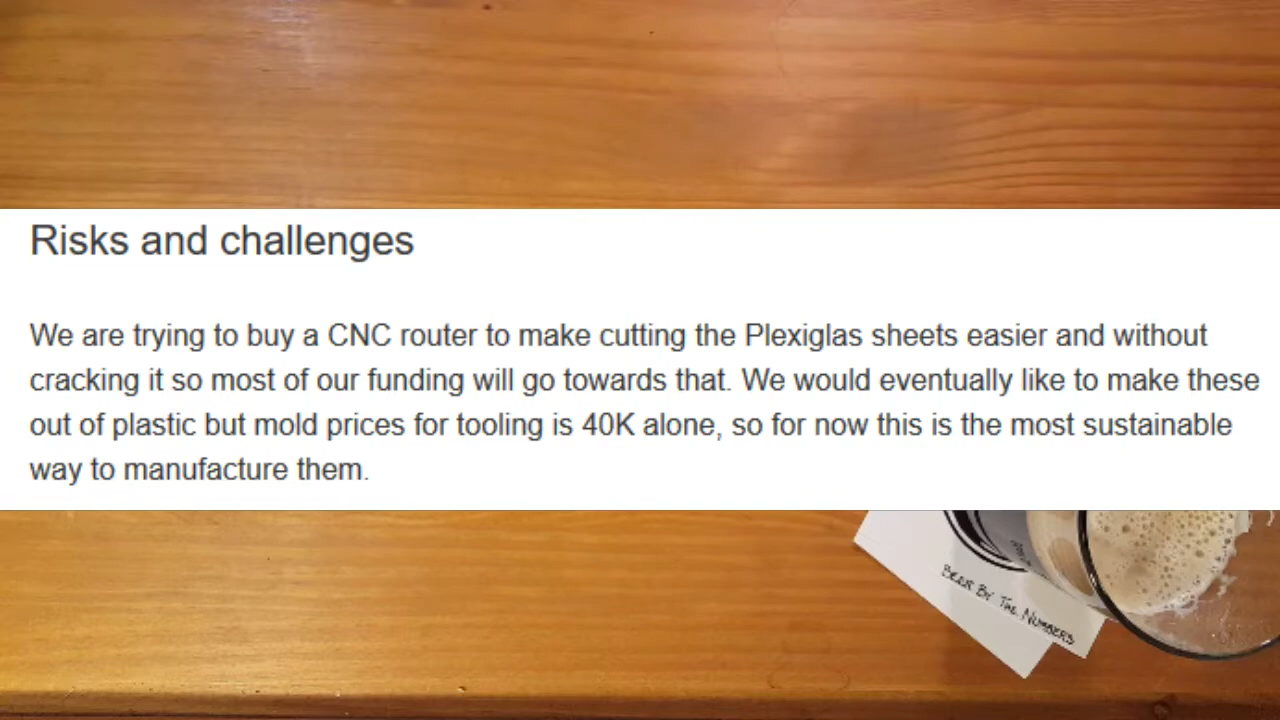 Risks and challenges
We are trying to buy a CNC router to make cutting the Plexiglas sheets easier and without
cracking it so most of our funding will go towards that. We would eventually like to make these
out of plastic but mold prices for tooling is 40K alone, so for now this is the most sustainable
way to manufacture them.
BEER BY THE NUMBERS